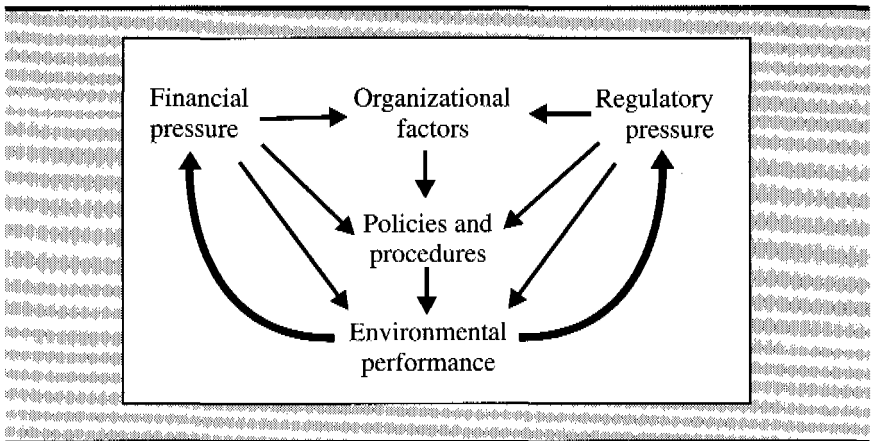 Financial
pressure
Organizational
factors
Regulatory
pressure
Policies and
procedures
Environmental
performance